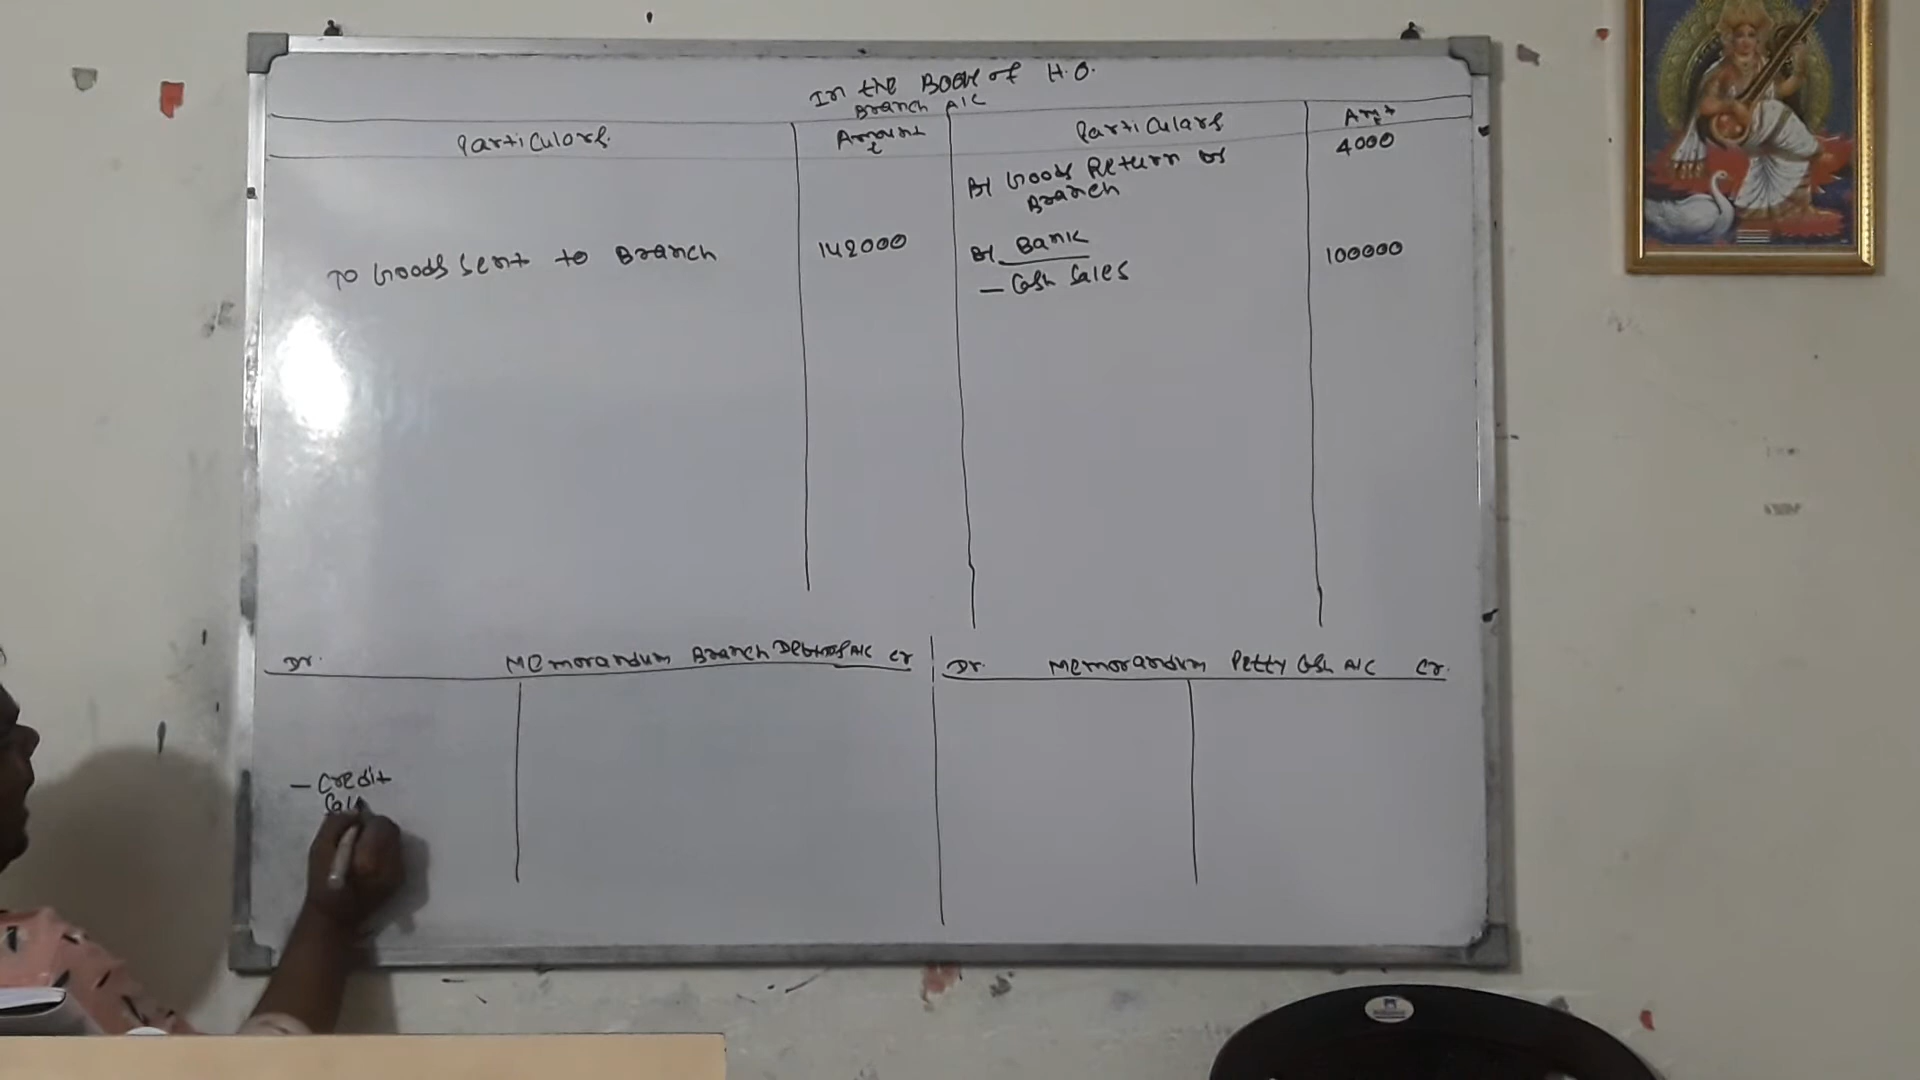 In the Book of H.O.
Branch A/C
Particulars. Amount Particulars Amt
By Goods Return by 4000
Branch
To Goods sent to Branch 142000 By Bank 100000
— Cash Sales
Dr. Memorandum Branch Debtors A/C Cr
Dr. Memorandum Petty Cash A/C Cr.
— Credit
Sal